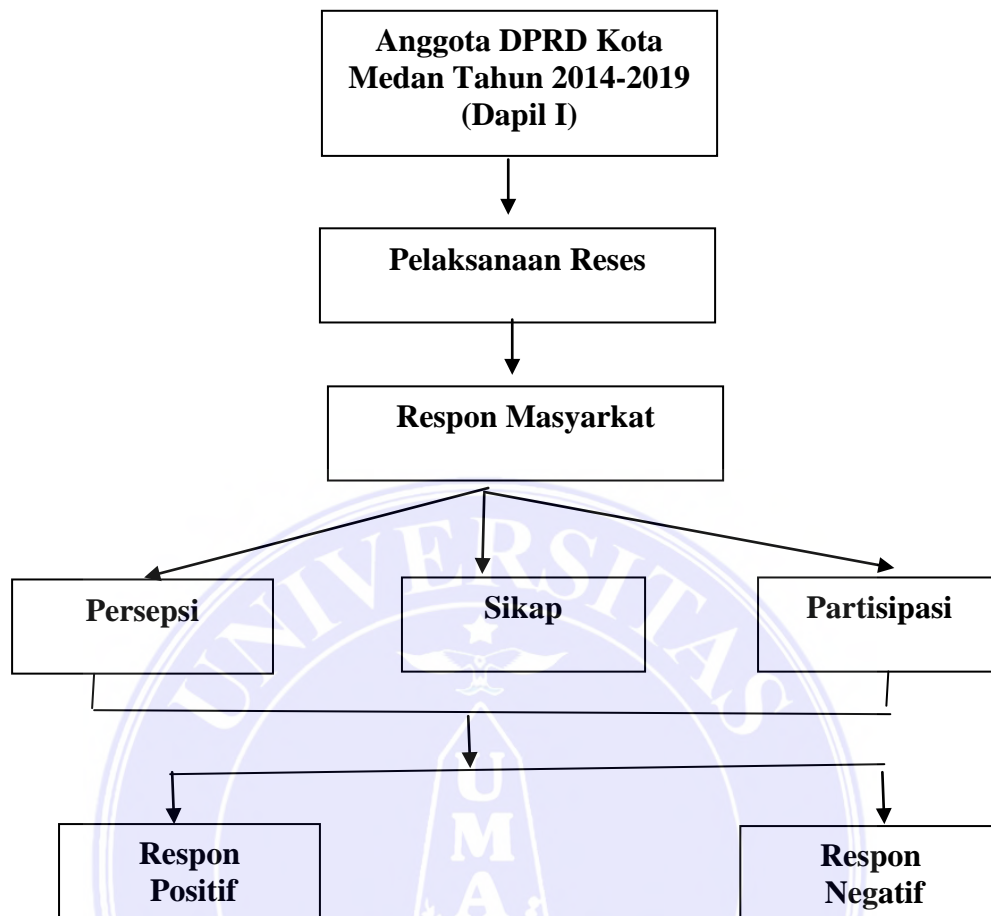 Anggota DPRD Kota
Medan Tahun 2014-2019
(Dapil I)
Pelaksanaan Reses
Respon Masyarkat
UNIVERSITAS
Persepsi
Sikap
Partisipasi
U
M
A
Respon
Positif
Respon
Negatif